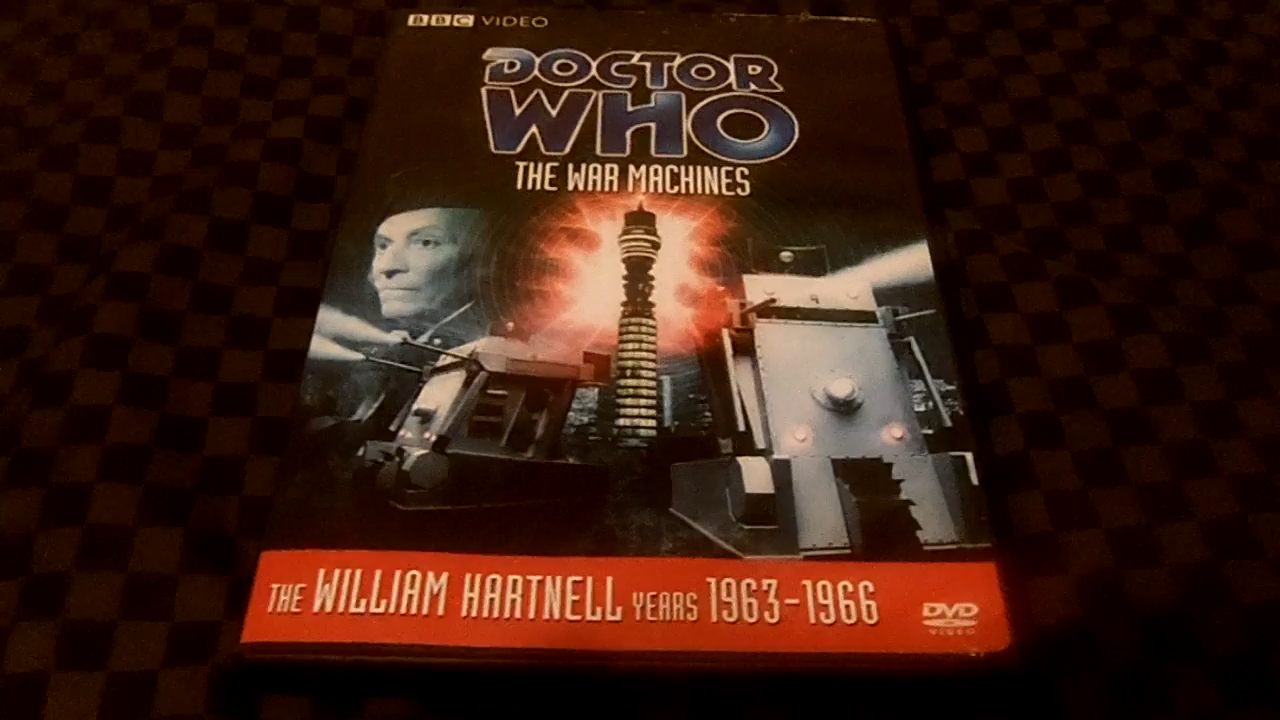 BBC VIDEO
DOCTOR
WHO
THE WAR MACHINES
THE WILLIAM HARTNELL YEARS 1963-1966
DVD
VIDEO